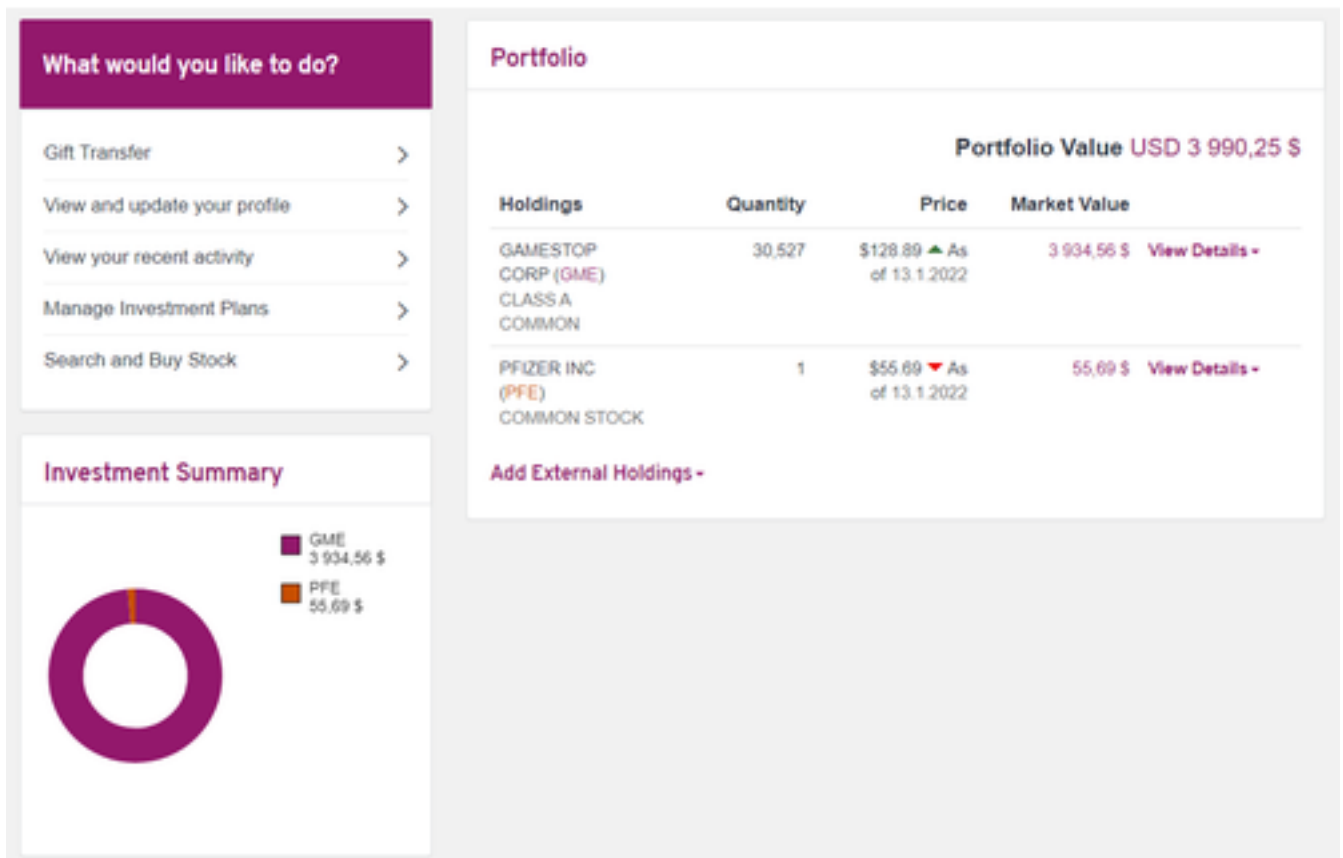 What would you like to do?
Gift Transfer
View and update your profile
View your recent activity
Manage Investment Plans
Search and Buy Stock
Investment Summary
GME
3 934,56 $
PFE
55,69 $
Portfolio
Portfolio Value USD 3 990,25 $
Holdings Quantity Price Market Value
GAMESTOP 30,527 $128.89 As 3 934,56 $ View Details
CORP (GME) of 13.1.2022
CLASS A
COMMON
PFIZER INC 1 $55.69 As 55,69 $ View Details
(PFE) of 13.1.2022
COMMON STOCK
Add External Holdings